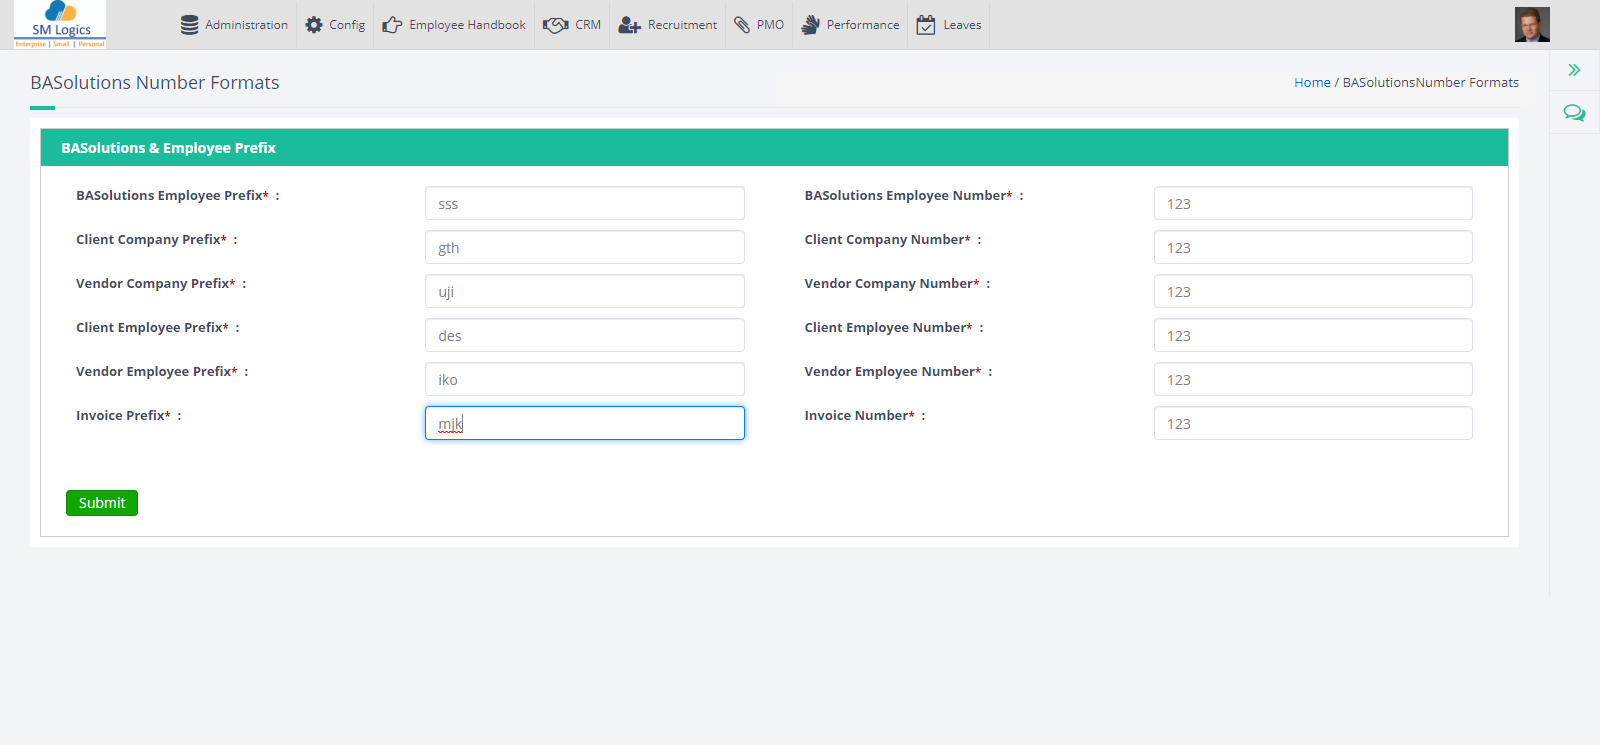 SM Logics
Enterprise | Small | Personal
Administration Config Employee Handbook CRM Recruitment PMO Performance Leaves
BASolutions Number Formats
Home / BASolutionsNumber Formats
BASolutions & Employee Prefix
BASolutions Employee Prefix* : sss BASolutions Employee Number* : 123
Client Company Prefix* : gth Client Company Number* : 123
Vendor Company Prefix* : uji Vendor Company Number* : 123
Client Employee Prefix* : des Client Employee Number* : 123
Vendor Employee Prefix* : iko Vendor Employee Number* : 123
Invoice Prefix* : mjk Invoice Number* : 123
Submit